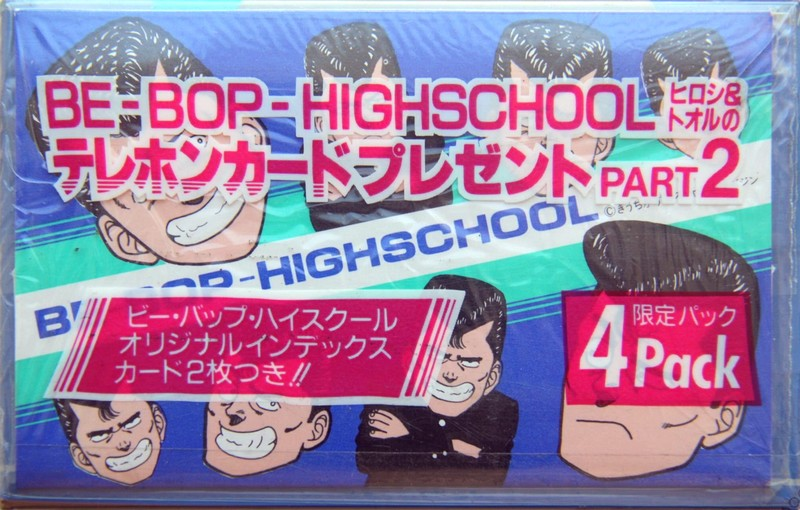 BE-BOP-HIGHSCHOOL ヒロシ&トオルの
テレホンカードプレゼント PART 2
©きうち
BE-BOP-HIGHSCHOOL
ビー・バップ・ハイスクール
オリジナルインデックス
カード2枚つき!!
限定パック
4 Pack